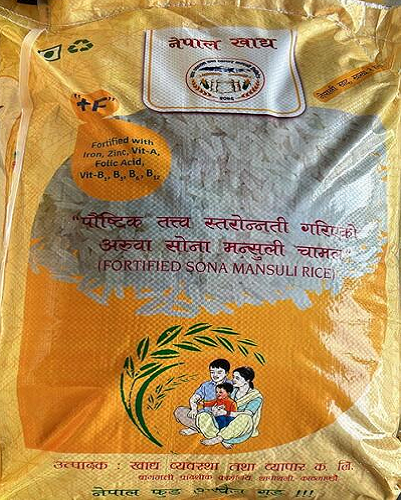 नेपाल खाद्य
"+F"
Fortified with
Iron, Zinc, Vit-A,
Folic Acid,
Vit-B₁, B₃, B₆, B₁₂
"पौष्टिक तत्त्व स्तरोन्नती गरिएको
अरुवा सोना मन्सुली चामल"
(FORTIFIED SONA MANSULI RICE)
उत्पादक : खाद्य व्यवस्था तथा व्यापार कं. लि.
नेपाल फुड !!!